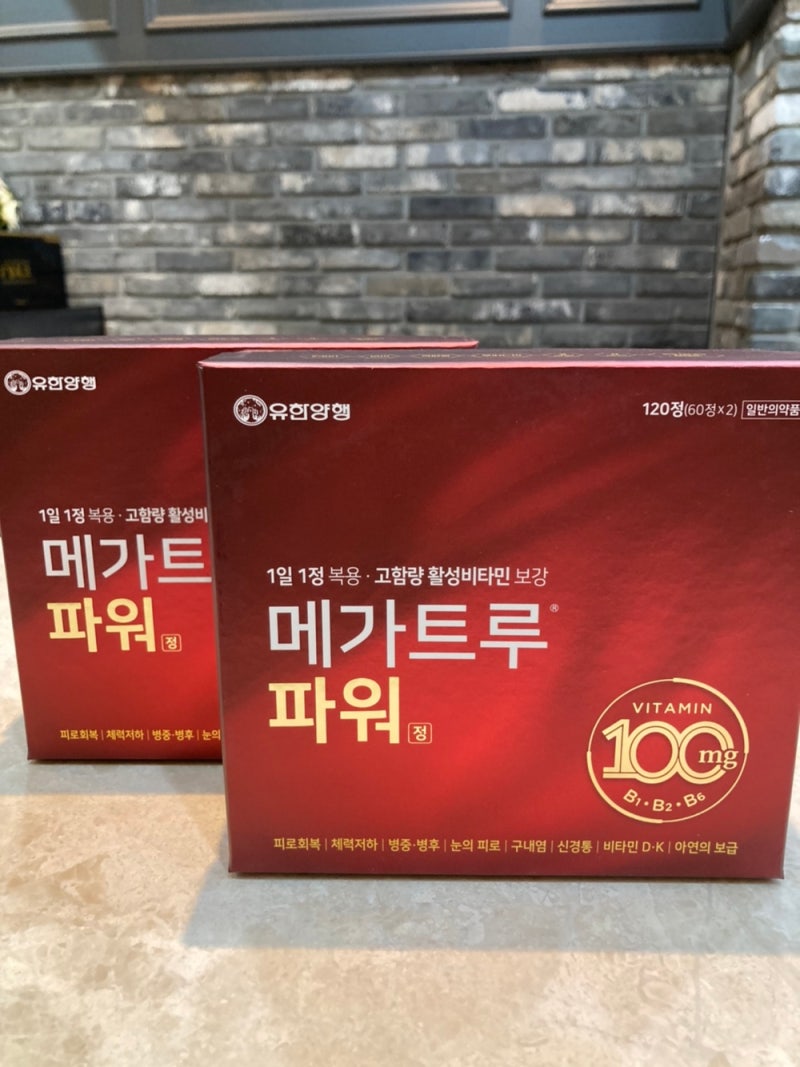 유한양행
1일 1정 복용 · 고함량 활성비
메가트
파워 정
피로회복 | 체력저하 | 병중·병후 | 눈의
유한양행
120정(60정x2) 일반의약품
1일 1정 복용 · 고함량 활성비타민 보강
메가트루®
파워 정
VITAMIN
100mg
B1 • B2 • B6
피로회복 | 체력저하 | 병중·병후 | 눈의 피로 | 구내염 | 신경통 | 비타민 D·K | 아연의 보급